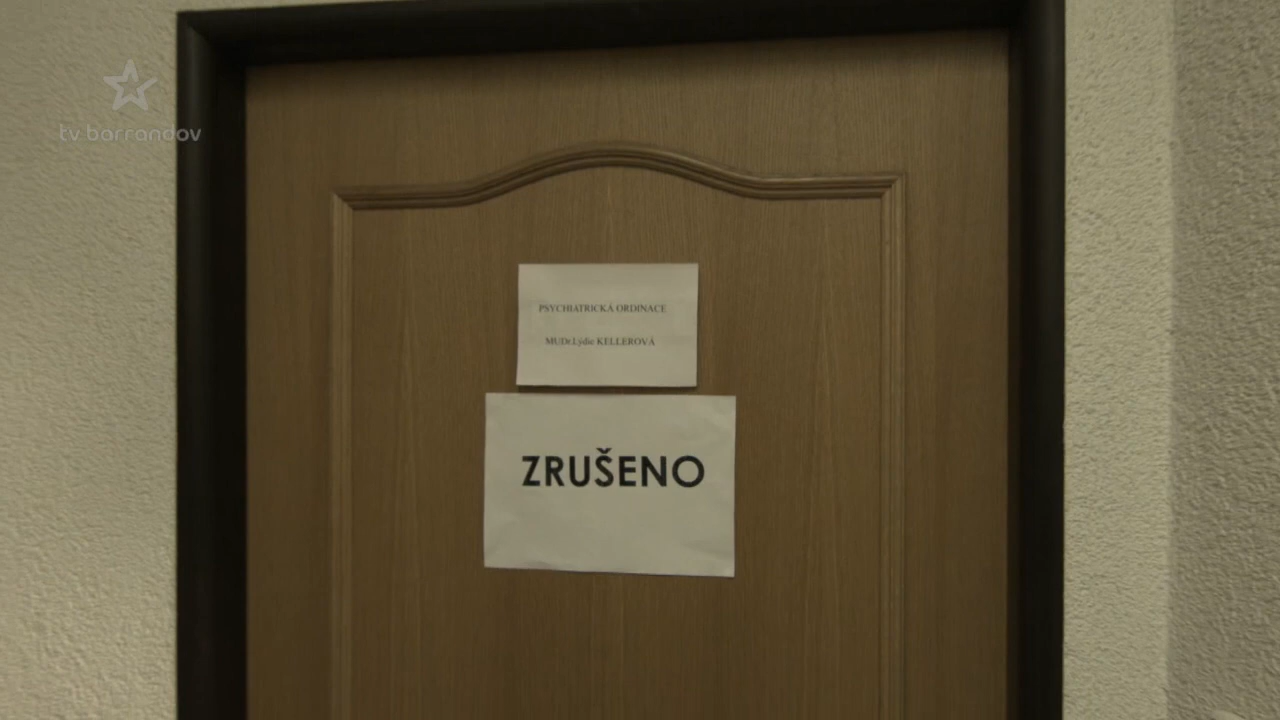 tv barrandov
PSYCHIATRICKÁ ORDINACE
MUDr.Lýdie KELLEROVÁ
ZRUŠENO